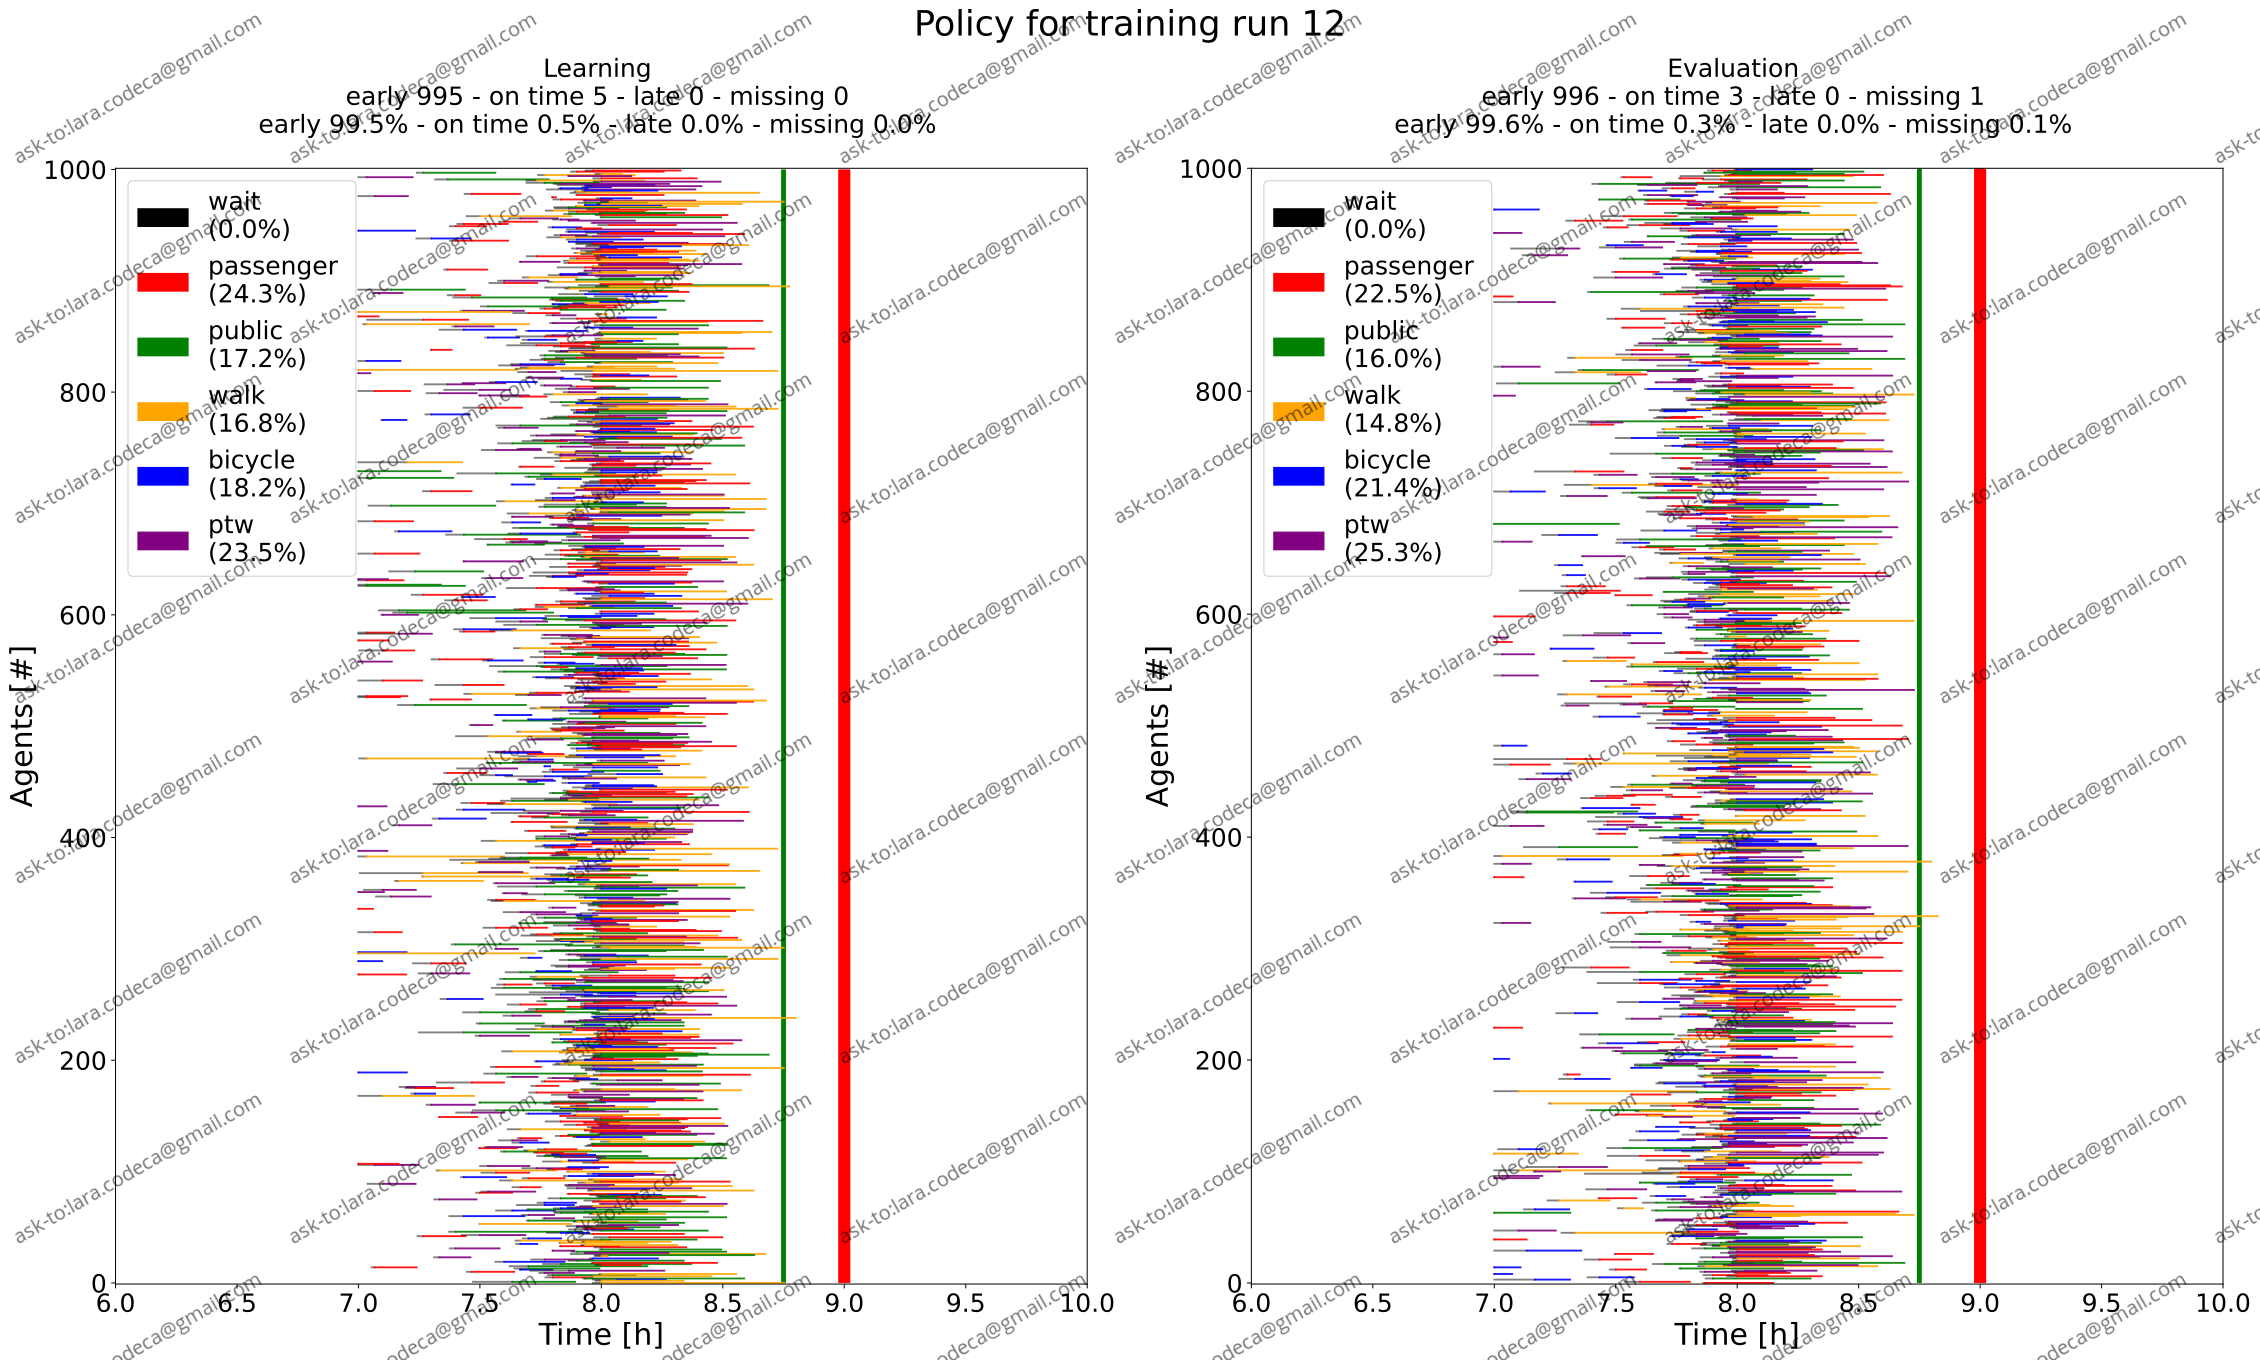 Policy for training run 12
Learning
early 995 - on time 5 - late 0 - missing 0
early 99.5% - on time 0.5% - late 0.0% - missing 0.0%
Agents [#]
1000
800
600
400
200
0
wait
(0.0%)
passenger
(24.3%)
public
(17.2%)
walk
(16.8%)
bicycle
(18.2%)
ptw
(23.5%)
6.0 6.5 7.0 7.5 8.0 8.5 9.0 9.5 10.0
Time [h]
Evaluation
early 996 - on time 3 - late 0 - missing 1
early 99.6% - on time 0.3% - late 0.0% - missing 0.1%
Agents [#]
1000
800
600
400
200
0
wait
(0.0%)
passenger
(22.5%)
public
(16.0%)
walk
(14.8%)
bicycle
(21.4%)
ptw
(25.3%)
6.0 6.5 7.0 7.5 8.0 8.5 9.0 9.5 10.0
Time [h]
ask-to:lara.codeca@gmail.com